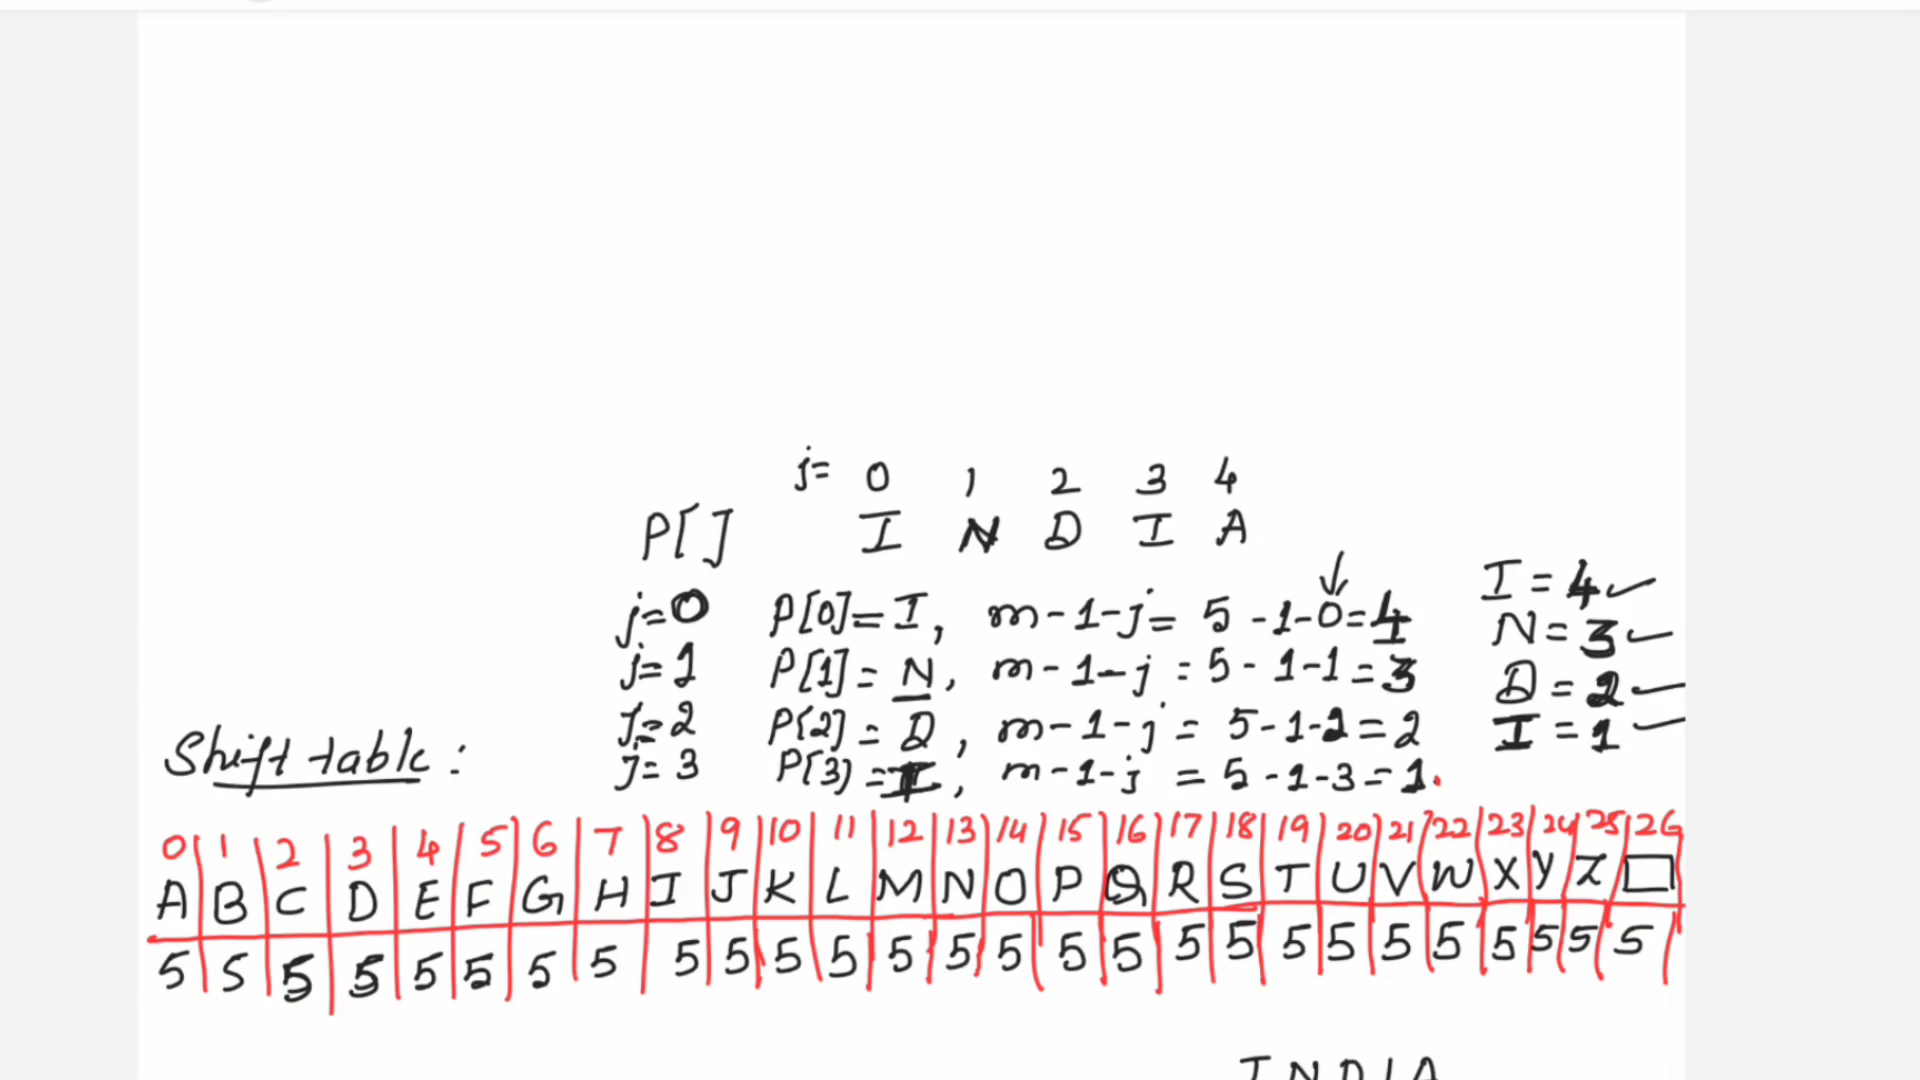 j= 0 1 2 3 4
P[] I N D I A
j=0 P[0]=I, m-1-j= 5-1-0=4 I=4
j=1 P[1]=N, m-1-j=5-1-1=3 N=3
J=2 P[2]=D, m-1-j=5-1-2=2 D=2
J=3 P[3)=I, m-1-j=5-1-3=1. I=1
Shift table:
0 1 2 3 4 5 6 7 8 9 10 11 12 13 14 15 16 17 18 19 20 21 22 23 24 25 26
A B C D E F G H I J K L M N O P Q R S T U V W X Y Z □
5 5 5 5 5 5 5 5 5 5 5 5 5 5 5 5 5 5 5 5 5 5 5 5 5 5 5
INDIA